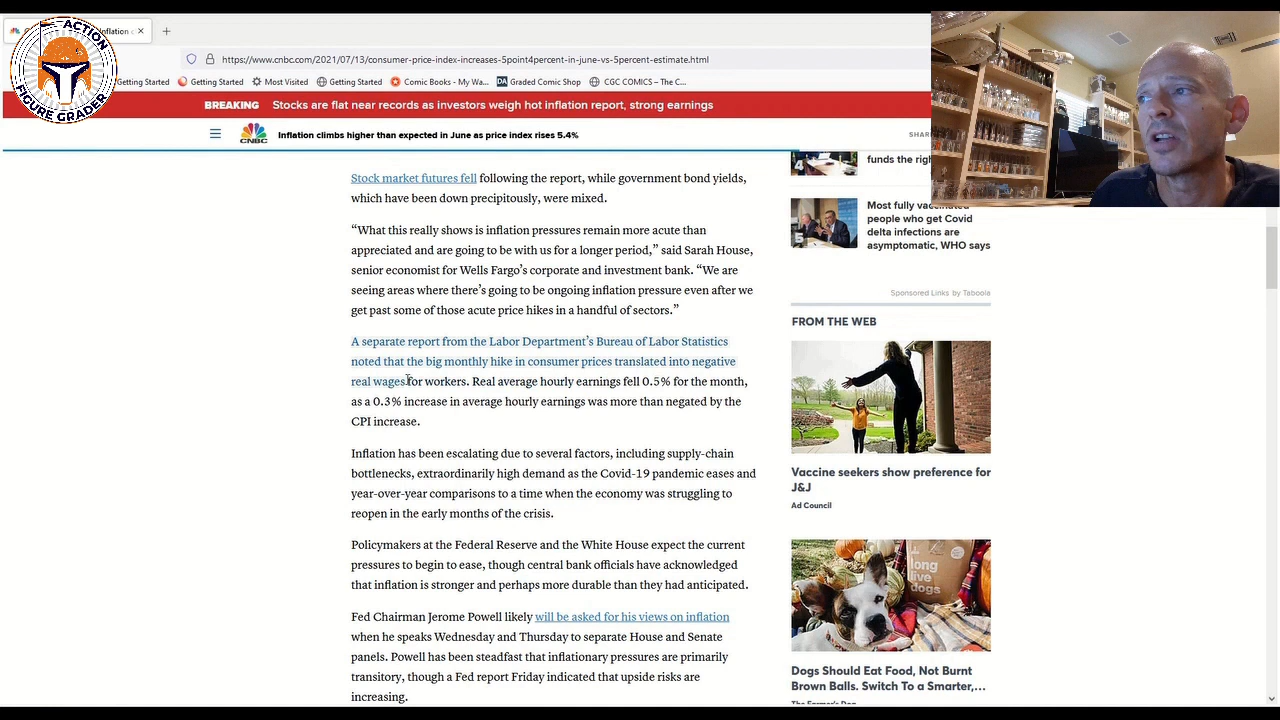 ACTION
FIGURE GRADER
Inflation c
https://www.cnbc.com/2021/07/13/consumer-price-index-increases-5point4percent-in-june-vs-5percent-estimate.html
Getting Started
Getting Started
Most Visited
Getting Started
Comic Books - My Wa...
DA
Graded Comic Shop
CGC COMICS – The C...
BREAKING
Stocks are flat near records as investors weigh hot inflation report, strong earnings
CNBC
Inflation climbs higher than expected in June as price index rises 5.4%
SHAR
Stock market futures fell following the report, while government bond yields,
which have been down precipitously, were mixed.
“What this really shows is inflation pressures remain more acute than
appreciated and are going to be with us for a longer period,” said Sarah House,
senior economist for Wells Fargo’s corporate and investment bank. “We are
seeing areas where there’s going to be ongoing inflation pressure even after we
get past some of those acute price hikes in a handful of sectors.”
A separate report from the Labor Department’s Bureau of Labor Statistics
noted that the big monthly hike in consumer prices translated into negative
real wages for workers. Real average hourly earnings fell 0.5% for the month,
as a 0.3% increase in average hourly earnings was more than negated by the
CPI increase.
Inflation has been escalating due to several factors, including supply-chain
bottlenecks, extraordinarily high demand as the Covid-19 pandemic eases and
year-over-year comparisons to a time when the economy was struggling to
reopen in the early months of the crisis.
Policymakers at the Federal Reserve and the White House expect the current
pressures to begin to ease, though central bank officials have acknowledged
that inflation is stronger and perhaps more durable than they had anticipated.
Fed Chairman Jerome Powell likely will be asked for his views on inflation
when he speaks Wednesday and Thursday to separate House and Senate
panels. Powell has been steadfast that inflationary pressures are primarily
transitory, though a Fed report Friday indicated that upside risks are
increasing.
4
funds the righ
5
Most fully vaccinated
people who get Covid
delta infections are
asymptomatic, WHO says
Sponsored Links by Taboola
FROM THE WEB
Vaccine seekers show preference for
J&J
Ad Council
long
live
dogs
Dogs Should Eat Food, Not Burnt
Brown Balls. Switch To a Smarter,...
The Farmer's Dog